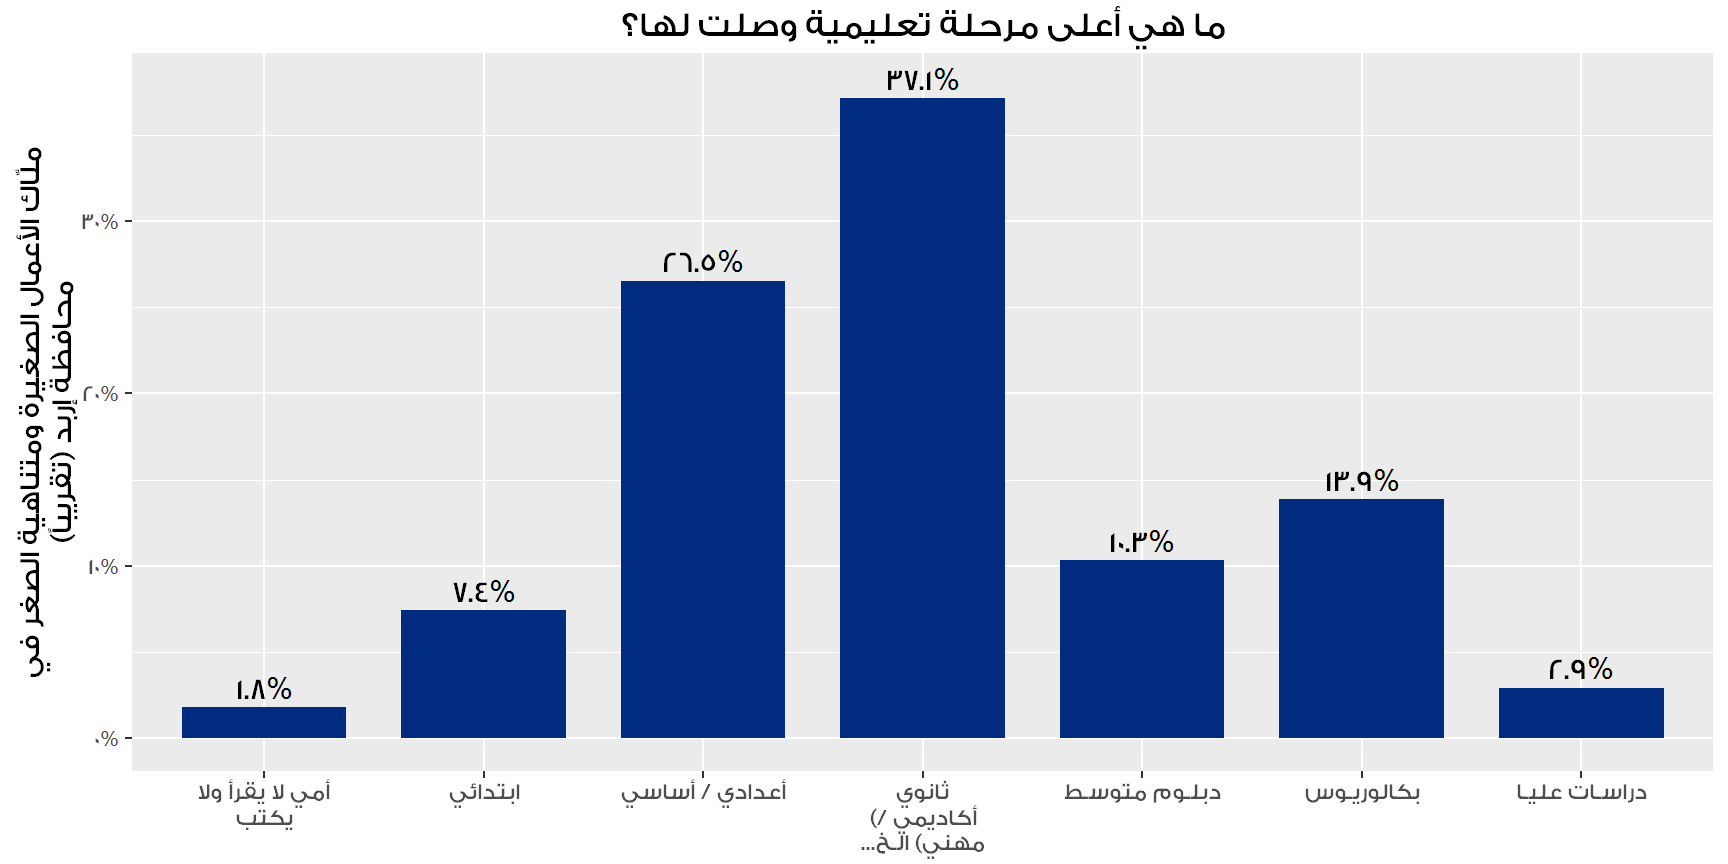 ما هي أعلى مرحلة تعليمية وصلت لها؟
ملّاك الأعمال الصغيرة ومتناهية الصغر في
محافظة إربد (تقريباً)
٣٠%
٢٠%
١٠%
٠%
١.٨%
٧.٤%
٢٦.٥%
٣٧.١%
١٠.٣%
١٣.٩%
٢.٩%
أمي لا يقرأ ولا
يكتب
ابتدائي
أعدادي / أساسي
ثانوي
أكاديمي /)
مهني) الخ...
دبلوم متوسط
بكالوريوس
دراسات عليا